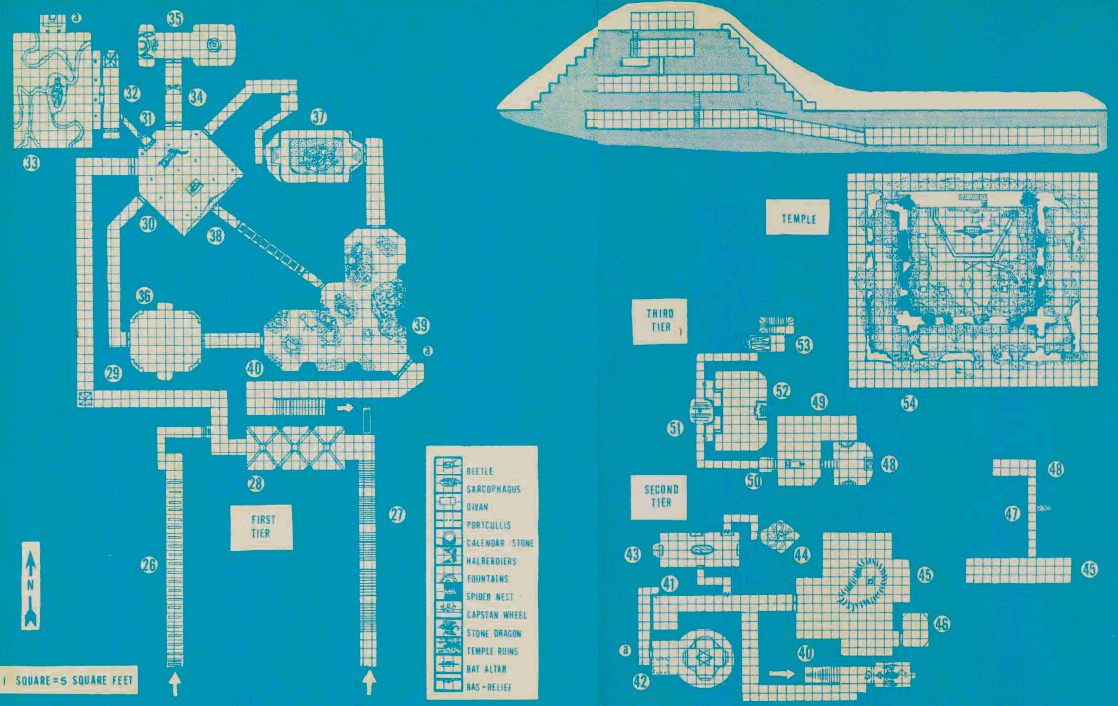 a
35
32
34
31
37
33
30
38
36
39
a
29
40
28
27
26
FIRST
TIER
N
1 SQUARE=5 SQUARE FEET
BEETLE
SARCOPHAGUS
DIVAN
PORTCULLIS
CALENDAR STONE
HALBERDIERS
FOUNTAINS
SPIDER NEST
CAPSTAN WHEEL
STONE DRAGON
TEMPLE RUINS
BAT ALTAR
BAS-RELIEF
TEMPLE
54
THIRD
TIER
53
52
51
49
50
48
SECOND
TIER
48
47
45
43
44
41
45
46
40
a
42
S